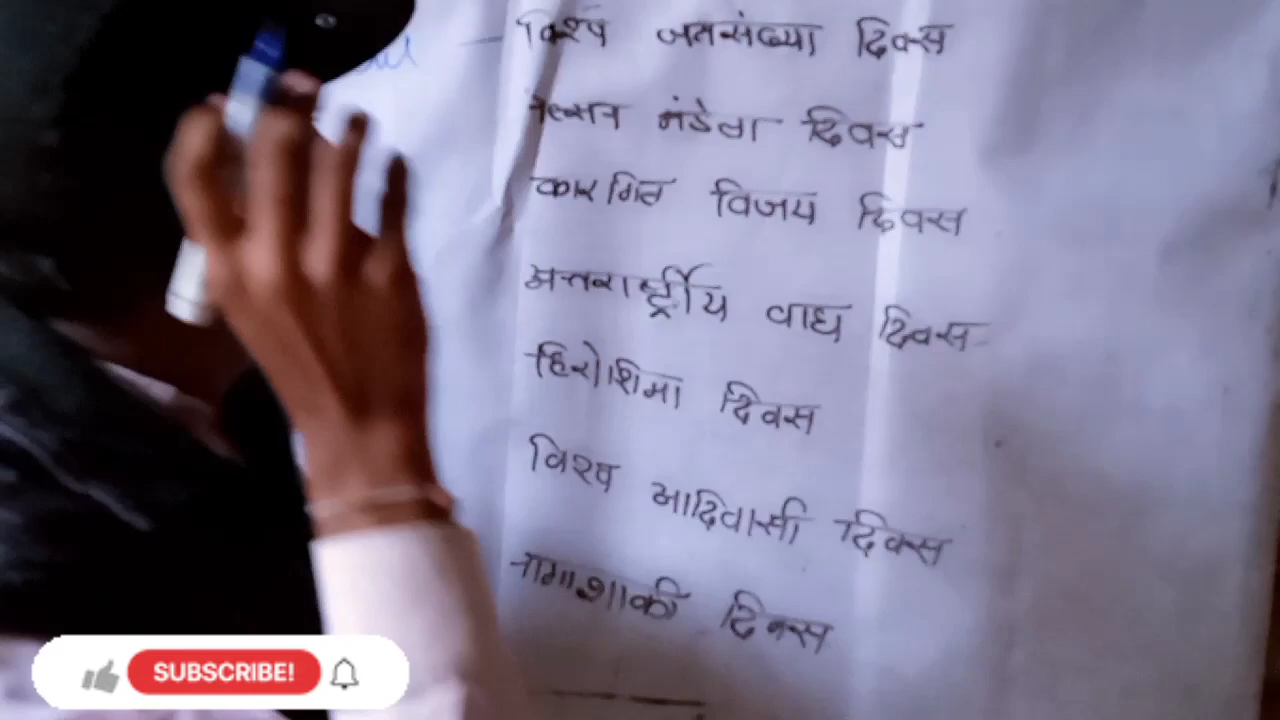 विश्व जनसंख्या दिवस
नेल्सन मंडेला दिवस
कारगिल विजय दिवस
अन्तराष्ट्रीय वाघ दिवस
हिरोशिमा दिवस
विश्व आदिवासी दिवस
नागाशाकी दिवस
SUBSCRIBE!